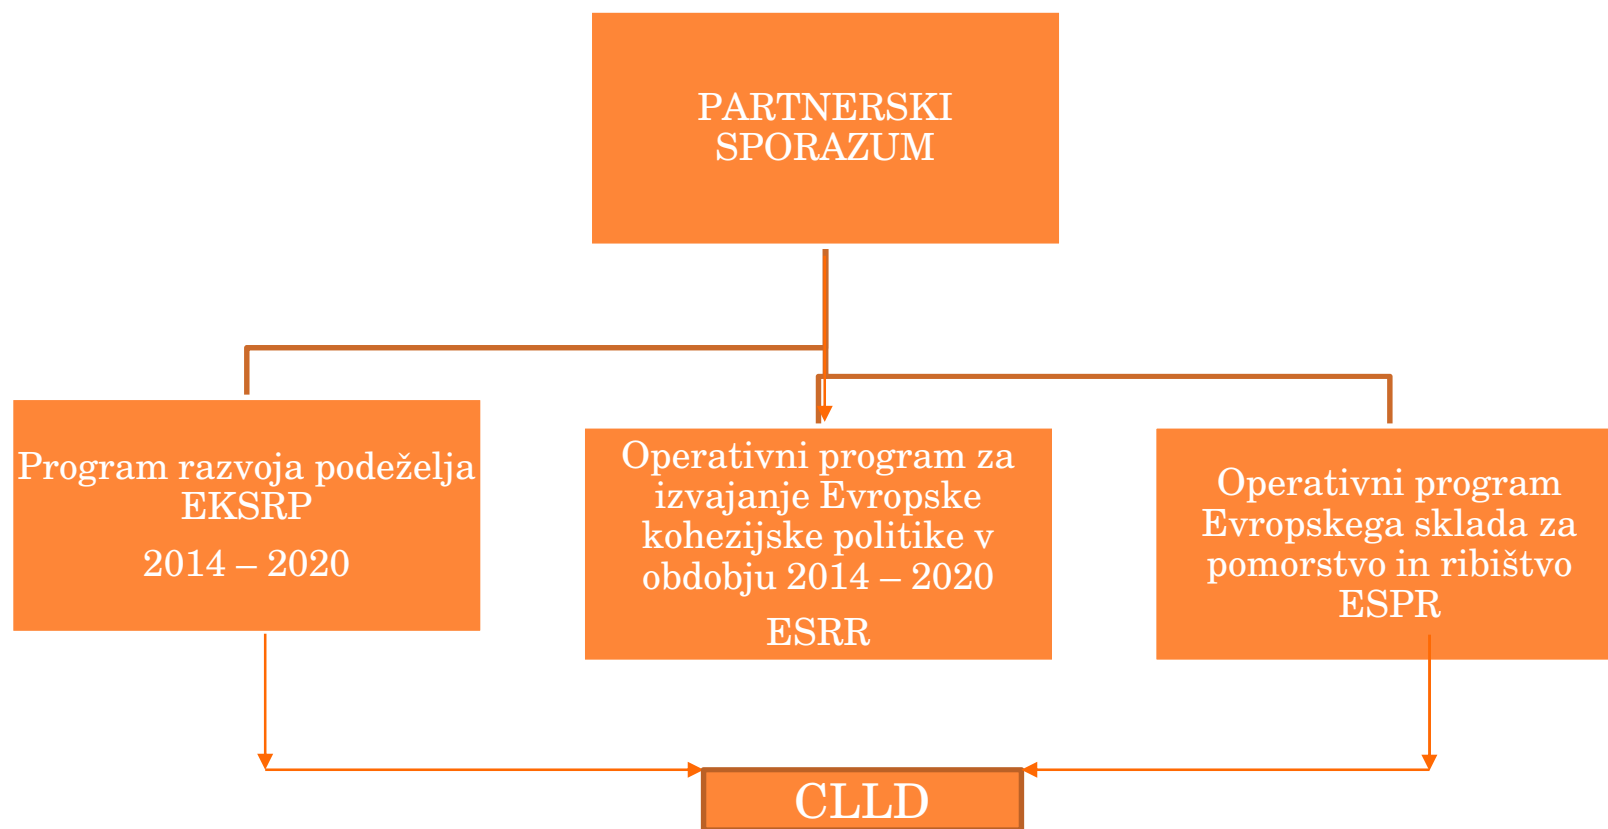 PARTNERSKI
SPORAZUM
Program razvoja podeželja
EKSRP
2014 – 2020
Operativni program za
izvajanje Evropske
kohezijske politike v
obdobju 2014 – 2020
ESRR
Operativni program
Evropskega sklada za
pomorstvo in ribištvo
ESPR
CLLD